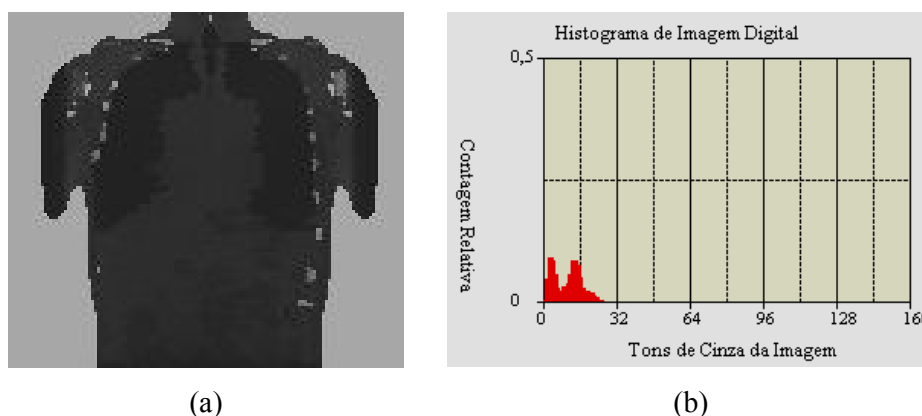 Histograma de Imagem Digital
0,5
Contagem Relativa
0
0 32 64 96 128 160
Tons de Cinza da Imagem
(a) (b)